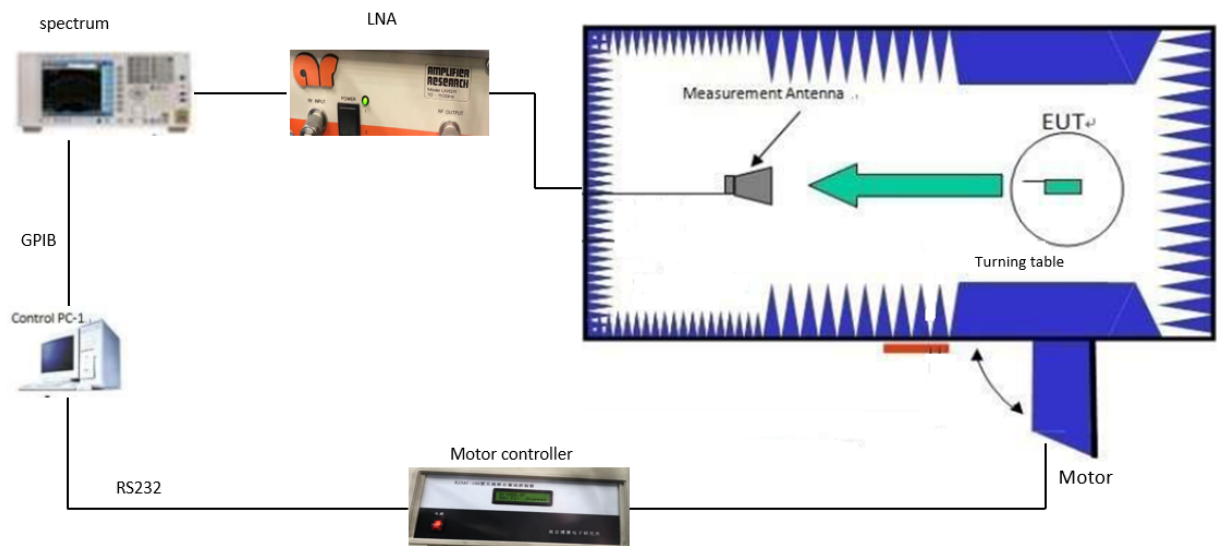 spectrum
LNA
ar
AMPLIFIER
RESEARCH
RF INPUT
POWER
RF OUTPUT
Measurement Antenna
EUT↵
Turning table
GPIB
Control PC-1
Motor controller
RS232
Motor